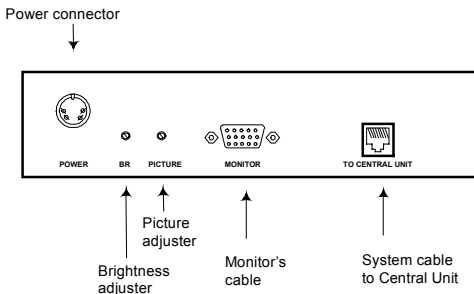 Power connector
POWER BR PICTURE MONITOR TO CENTRAL UNIT
Picture
adjuster
Brightness
adjuster
Monitor's
cable
System cable
to Central Unit